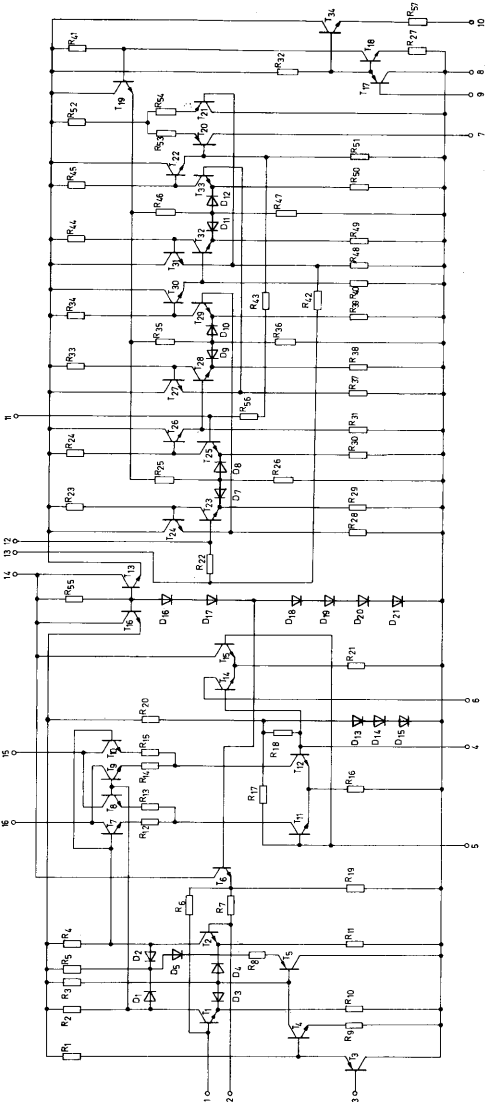 16
15
14
13
12
11
R1
R2
R3
R5
R4
R20
R55
R23
R24
R33
R34
R44
R45
R52
R41
T7
T8
T9
T10
T16
T13
T24
T26
T27
T30
T31
T22
T19
D1
D2
D5
R6
R7
T6
R12
R13
R14
R15
D16
D17
R25
R35
R46
R53
R54
T1
T2
D3
D4
T14
T15
T23
T25
D7
D8
T28
T29
D9
D10
T32
T33
D11
D12
T20
T21
R22
R56
R43
R42
R26
R36
R47
R32
T34
R57
R8
T5
T4
T3
T11
T12
R17
R18
D18
D19
D20
D21
D13
D14
D15
T17
T18
R9
R10
R11
R19
R16
R21
R28
R29
R30
R31
R37
R38
R39
R40
R48
R49
R50
R51
R27
1
2
3
5
4
6
7
9
8
10